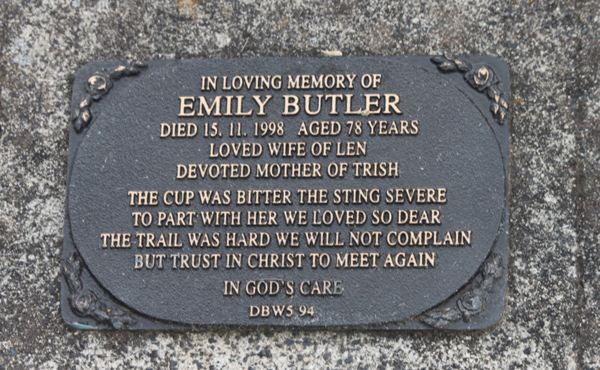 IN LOVING MEMORY OF
EMILY BUTLER
DIED 15. 11. 1998 AGED 78 YEARS
LOVED WIFE OF LEN
DEVOTED MOTHER OF TRISH
THE CUP WAS BITTER THE STING SEVERE
TO PART WITH HER WE LOVED SO DEAR
THE TRAIL WAS HARD WE WILL NOT COMPLAIN
BUT TRUST IN CHRIST TO MEET AGAIN
IN GOD'S CARE
DBW5 94